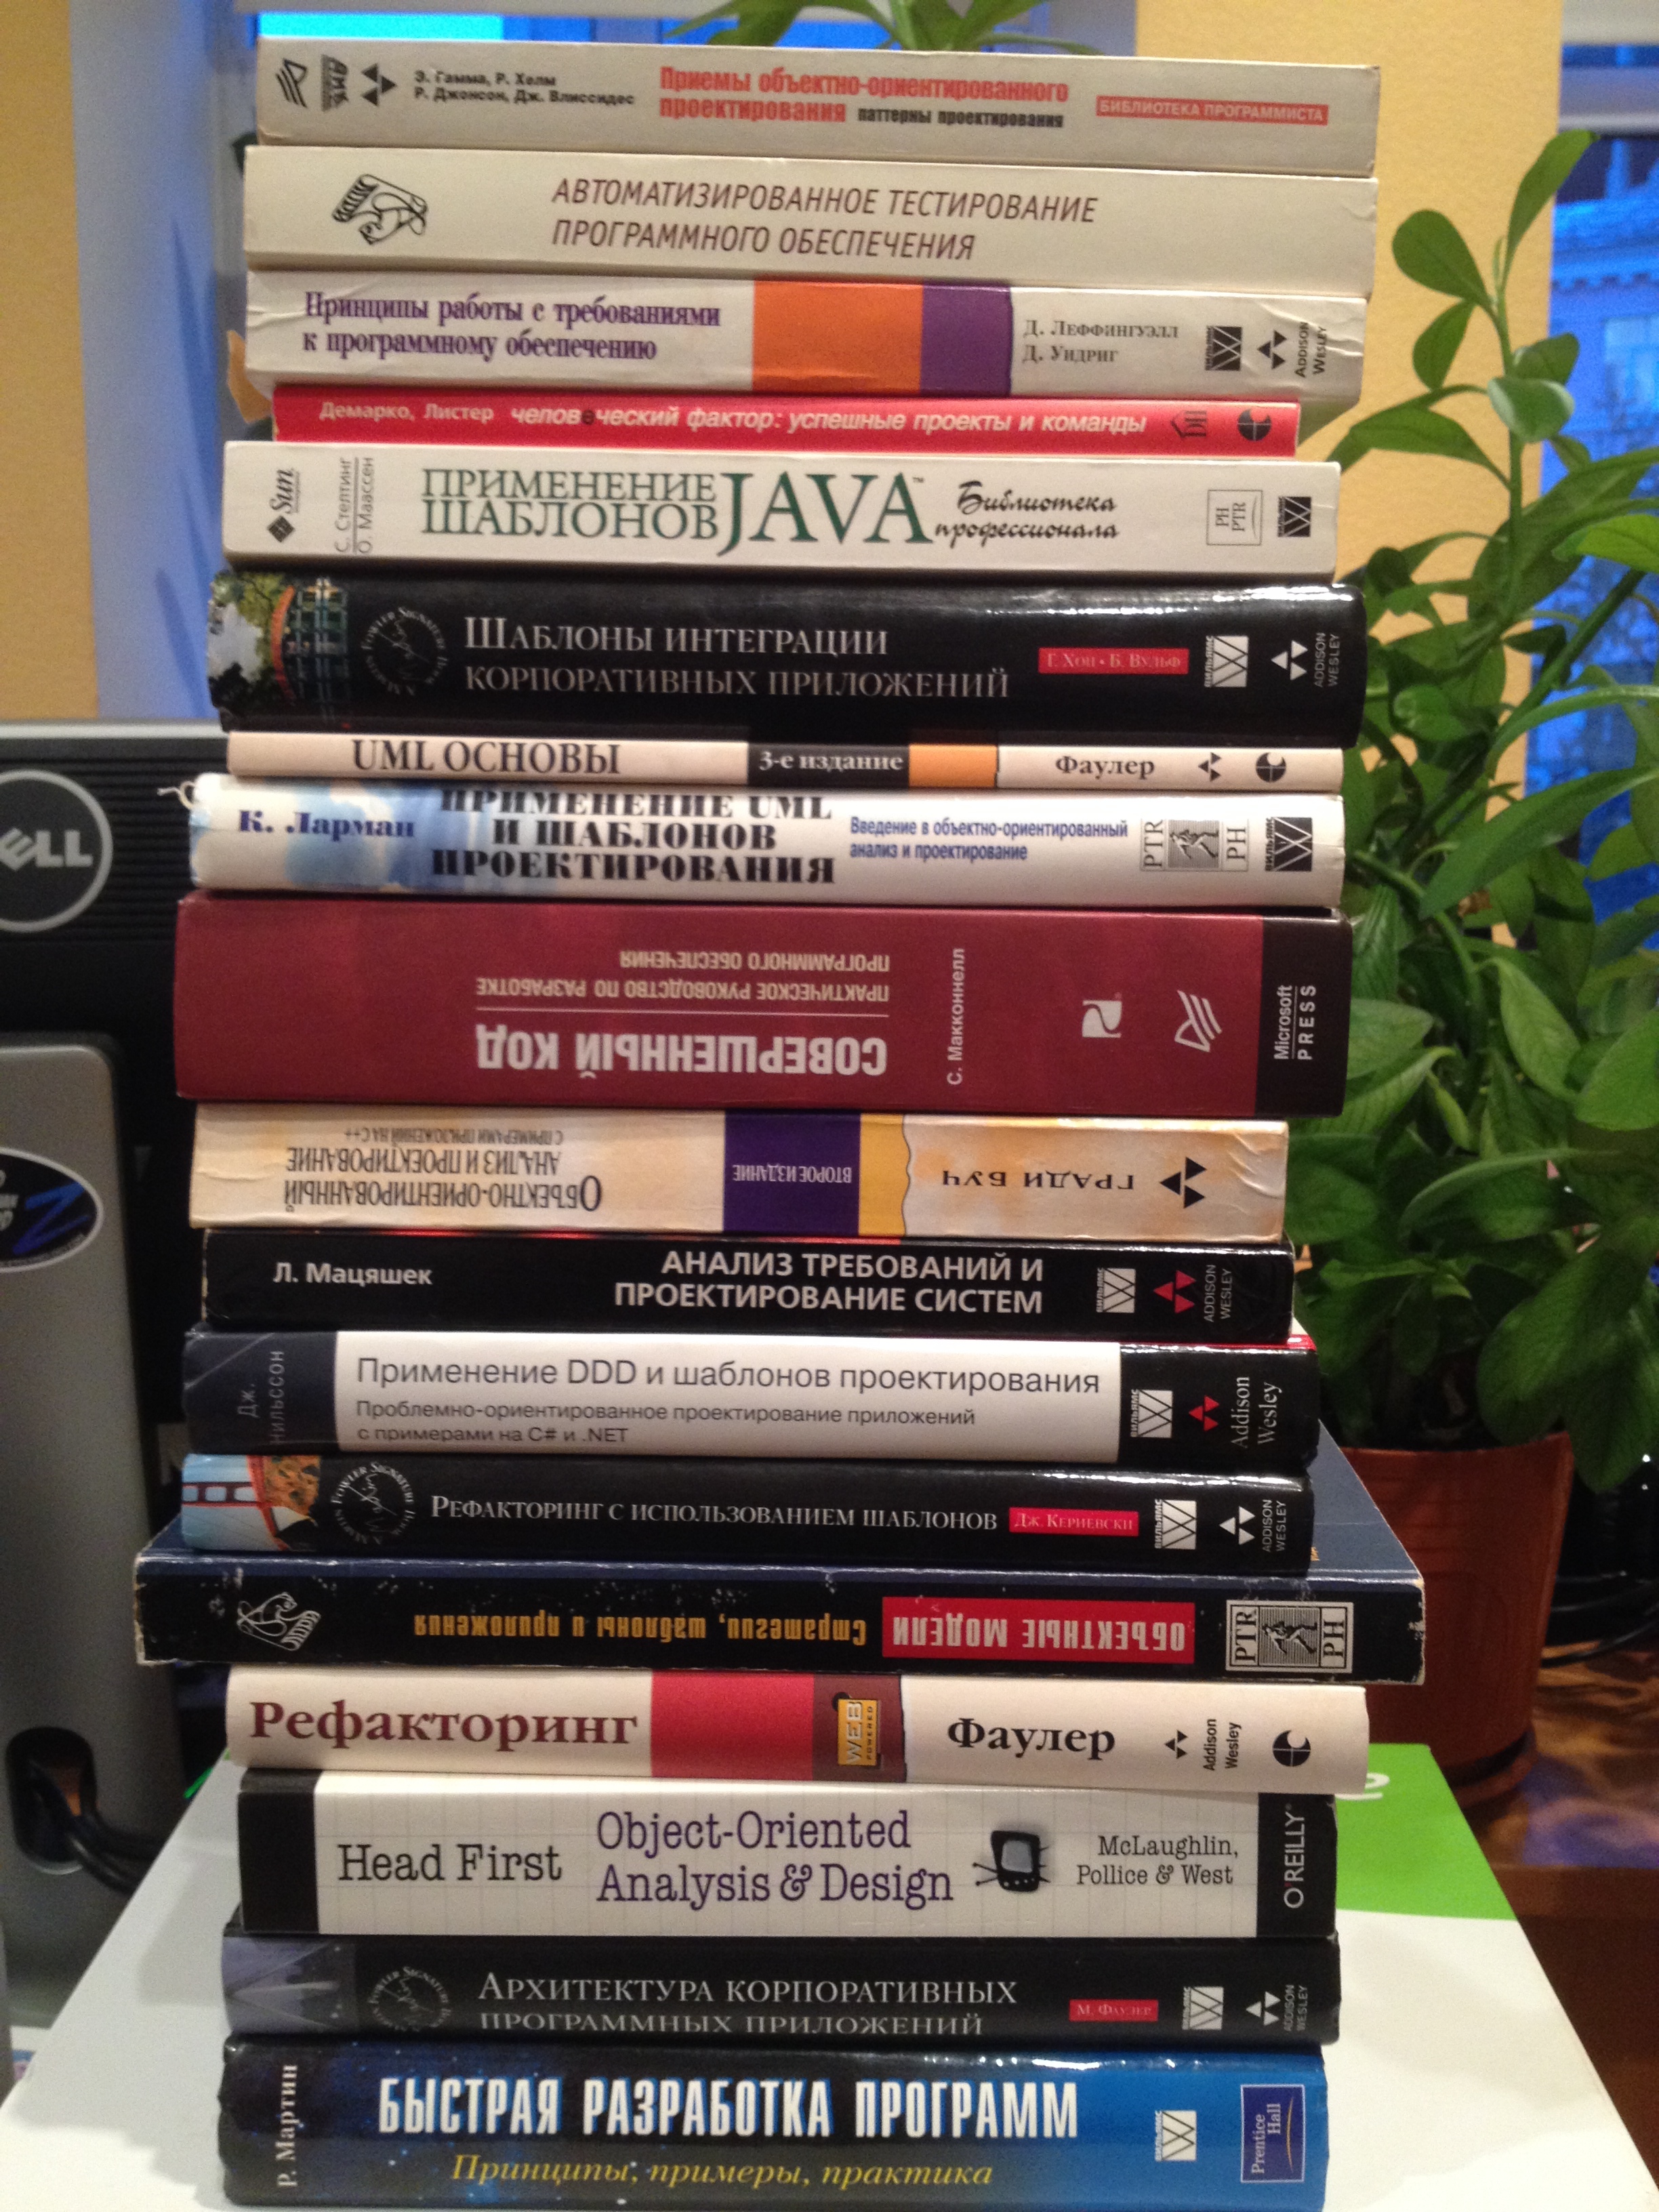 Р. Мартин
БЫСТРАЯ РАЗРАБОТКА ПРОГРАММ
Принципы, примеры, практика
ВИЛЬЯМС
Prentice
Hall
A MARTIN FOWLER SIGNATURE BOOK
АРХИТЕКТУРА КОРПОРАТИВНЫХ
ПРОГРАММНЫХ ПРИЛОЖЕНИЙ
М. ФАУЛЕР
ВИЛЬЯМС
ADDISON
WESLEY
Head First
Object-Oriented
Analysis & Design
McLaughlin,
Pollice & West
O'REILLY
Рефакторинг
WEB
POWERED
Фаулер
Addison
Wesley
Стратегии, шаблоны и приложения
ОБЪЕКТНЫЕ МОДЕЛИ
PTR
PH
A MARTIN FOWLER SIGNATURE BOOK
РЕФАКТОРИНГ С ИСПОЛЬЗОВАНИЕМ ШАБЛОНОВ
ДЖ. КЕРИЕВСКИ
ВИЛЬЯМС
ADDISON
WESLEY
Дж.
Нильссон
Применение DDD и шаблонов проектирования
Проблемно-ориентированное проектирование приложений
с примерами на C# и .NET
ВИЛЬЯМС
Addison
Wesley
Л. Мацяшек
АНАЛИЗ ТРЕБОВАНИЙ И
ПРОЕКТИРОВАНИЕ СИСТЕМ
ВИЛЬЯМС
ADDISON
WESLEY
ОБЪЕКТНО-ОРИЕНТИРОВАННЫЙ
АНАЛИЗ И ПРОЕКТИРОВАНИЕ
С ПРИМЕРАМИ ПРИЛОЖЕНИЙ НА С++
ВТОРОЕ ИЗДАНИЕ
ГРАДИ БУЧ
СОВЕРШЕННЫЙ КОД
ПРАКТИЧЕСКОЕ РУКОВОДСТВО ПО РАЗРАБОТКЕ
ПРОГРАММНОГО ОБЕСПЕЧЕНИЯ
С. Макконнелл
Microsoft
PRESS
К. Ларман
ПРИМЕНЕНИЕ UML
И ШАБЛОНОВ
ПРОЕКТИРОВАНИЯ
Введение в объектно-ориентированный
анализ и проектирование
PTR
PH
ВИЛЬЯМС
UML ОСНОВЫ
3-е издание
Фаулер
A MARTIN FOWLER SIGNATURE BOOK
ШАБЛОНЫ ИНТЕГРАЦИИ
КОРПОРАТИВНЫХ ПРИЛОЖЕНИЙ
Г. ХОП • Б. ВУЛЬФ
ВИЛЬЯМС
ADDISON
WESLEY
Sun
С. Стелтинг
О. Маассен
ПРИМЕНЕНИЕ
ШАБЛОНОВ JAVA™
Библиотека
профессионала
PH
PTR
ВИЛЬЯМС
Демарко, Листер человеческий фактор: успешные проекты и команды
Принципы работы с требованиями
к программному обеспечению
Д. Леффингуэлл
Д. Уидриг
ВИЛЬЯМС
ADDISON
WESLEY
АВТОМАТИЗИРОВАННОЕ ТЕСТИРОВАНИЕ
ПРОГРАММНОГО ОБЕСПЕЧЕНИЯ
Э. Гамма, Р. Хелм
Р. Джонсон, Дж. Влиссидес
Приемы объектно-ориентированного
проектирования паттерны проектирования
БИБЛИОТЕКА ПРОГРАММИСТА
DELL